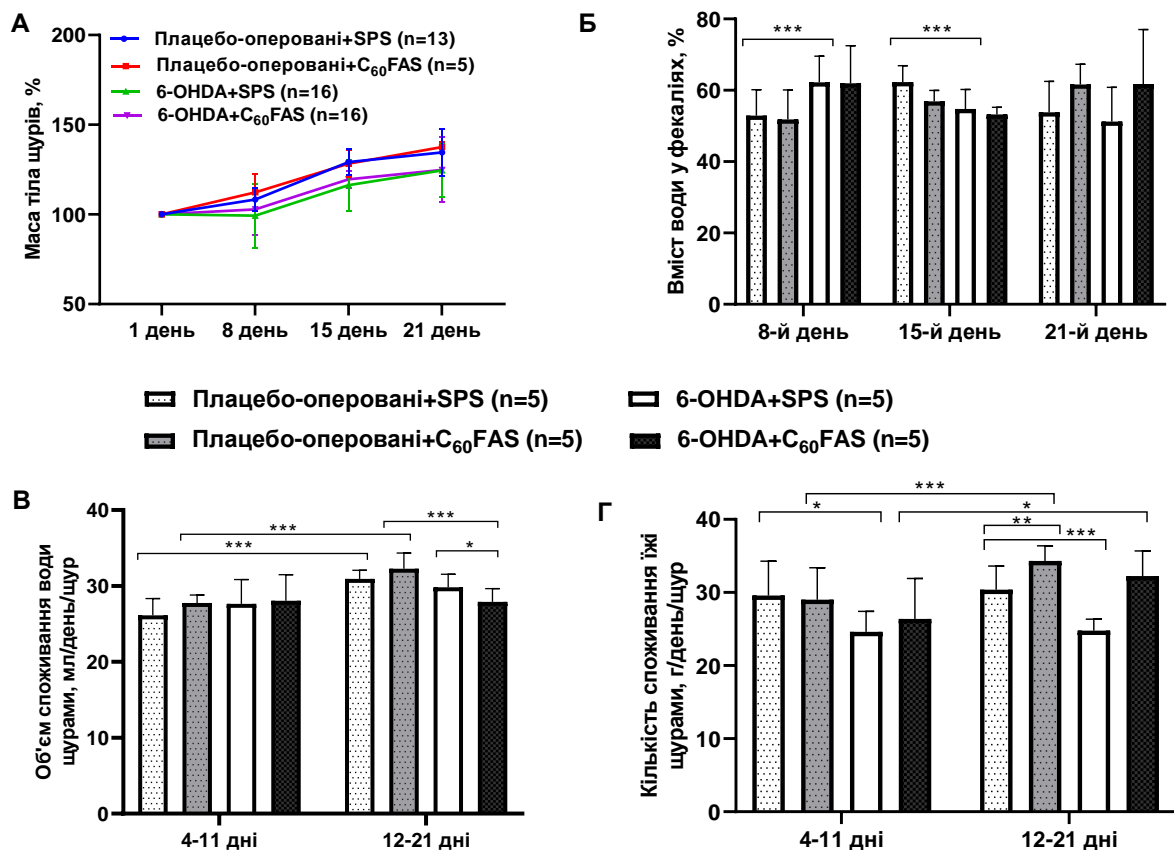 А
Маса тіла щурів, %
200
150
100
50
Плацебо-оперовані+SPS (n=13)
Плацебо-оперовані+C₆₀FAS (n=5)
6-OHDA+SPS (n=16)
6-OHDA+C₆₀FAS (n=16)
1 день 8 день 15 день 21 день
Б
Вміст води у фекаліях, %
80
60
40
20
0
*** ***
8-й день 15-й день 21-й день
Плацебо-оперовані+SPS (n=5)
6-OHDA+SPS (n=5)
Плацебо-оперовані+C₆₀FAS (n=5)
6-OHDA+C₆₀FAS (n=5)
В
Об'єм споживання води
щурами, мл/день/щур
40
30
20
10
0
***
***
***
*
4-11 дні 12-21 дні
Г
Кількість споживання їжі
щурами, г/день/щур
40
30
20
10
0
***
* *
**
***
4-11 дні 12-21 дні